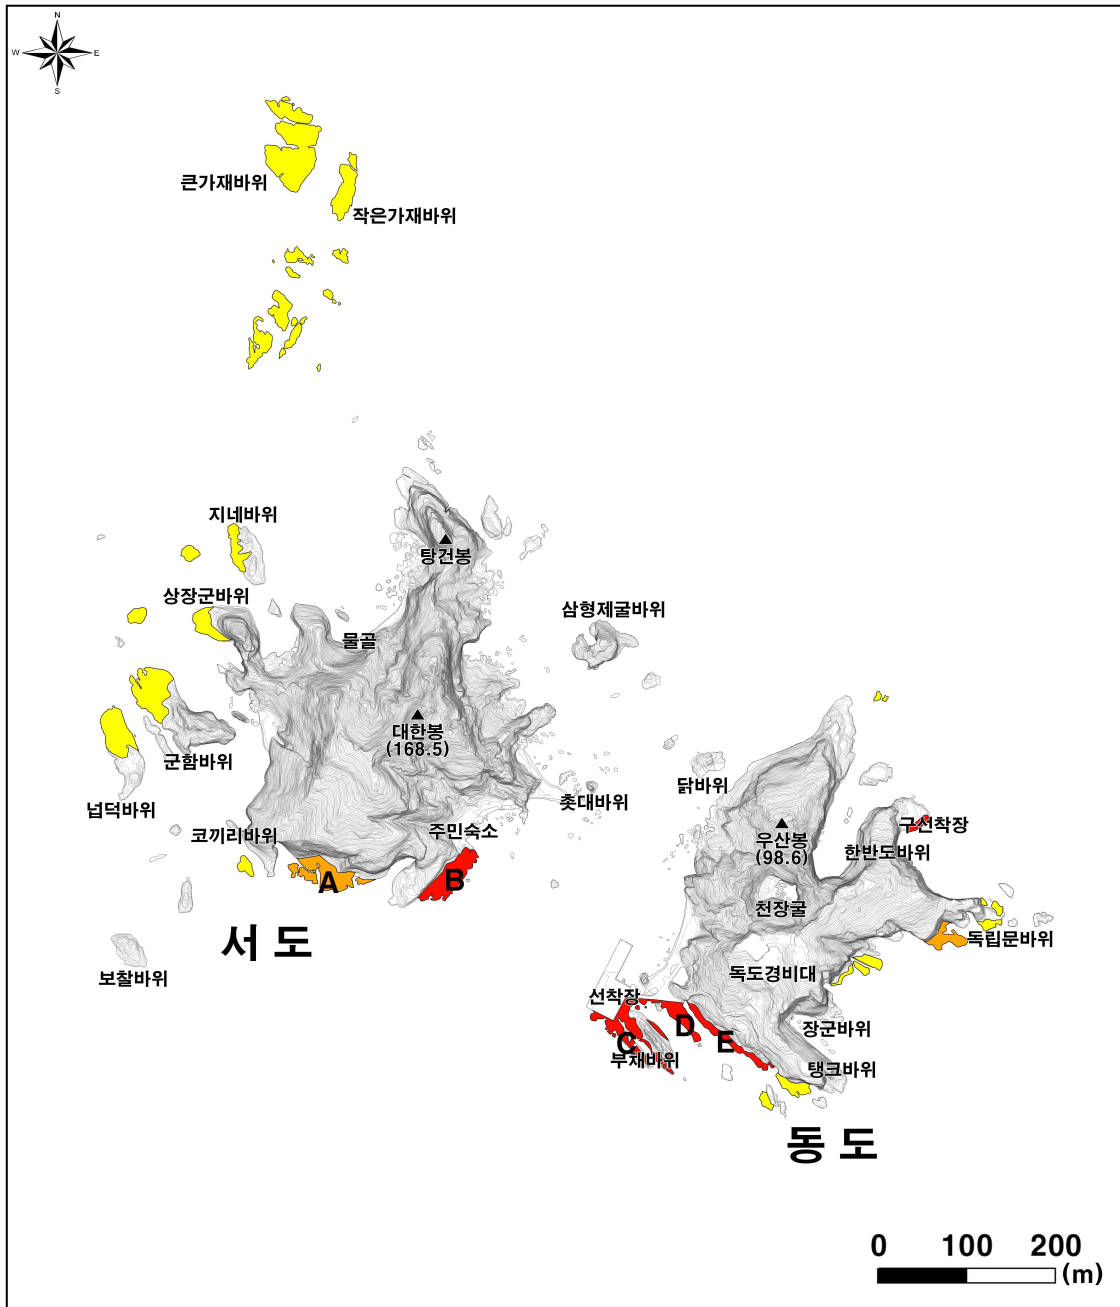 N
W
E
S
큰가재바위
작은가재바위
지네바위
탕건봉
상장군바위
삼형제굴바위
물골
대한봉
(168.5)
군함바위
닭바위
넙덕바위
촛대바위
코끼리바위
주민숙소
구선착장
우산봉
(98.6)
한반도바위
A
B
천장굴
서 도
독립문바위
보찰바위
독도경비대
선착장
장군바위
C
D
E
부채바위
탱크바위
동 도
0 100 200
(m)